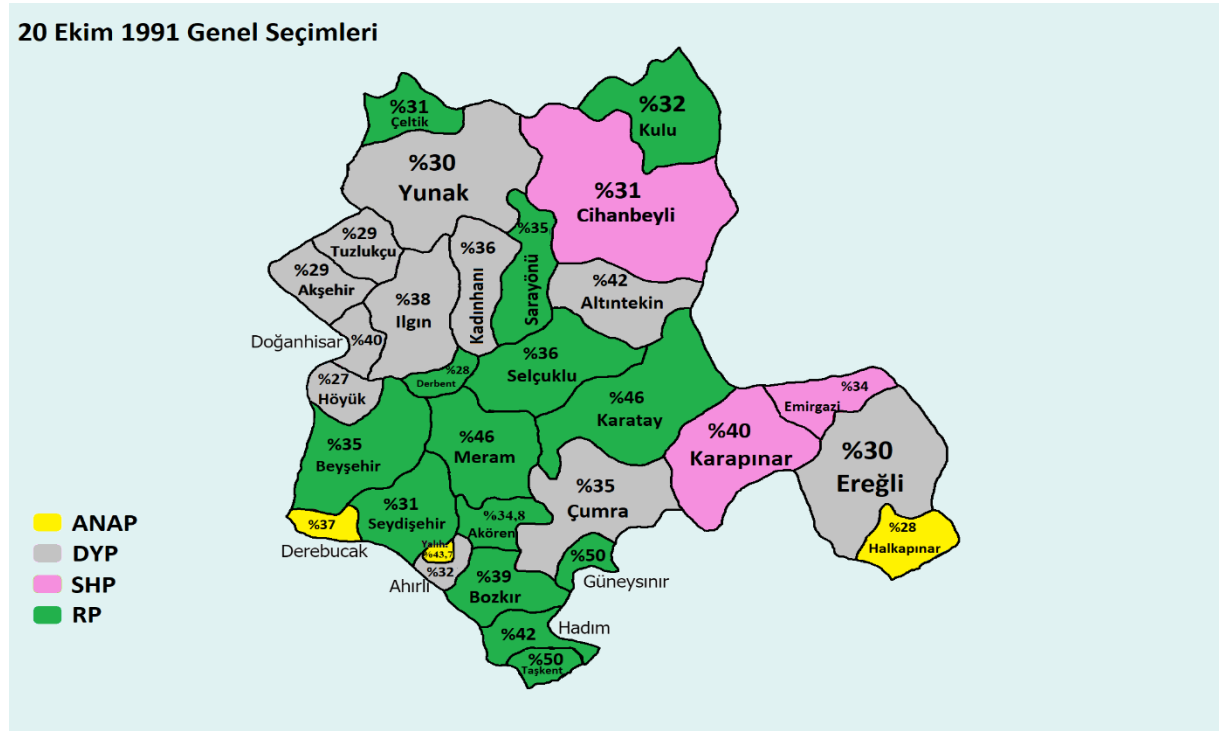 20 Ekim 1991 Genel Seçimleri
%31
Çeltik
%32
Kulu
%30
Yunak
%31
Cihanbeyli
%29
Tuzlukçu
%29
Akşehir
%36
Kadınhanı
%35
Sarayönü
%42
Altıntekin
%38
Ilgın
Doğanhisar
%40
%28
Derbent
%36
Selçuklu
%27
Höyük
%46
Karatay
%34
Emirgazi
%35
Beyşehir
%46
Meram
%40
Karapınar
%30
Ereğli
%35
Çumra
%31
Seydişehir
%34,8
Akören
%37
Derebucak
Yalıh.
%43,7
%28
Halkapınar
%32
Ahırlı
%50
Güneysınır
%39
Bozkır
Hadım
%42
%50
Taşkent
ANAP
DYP
SHP
RP